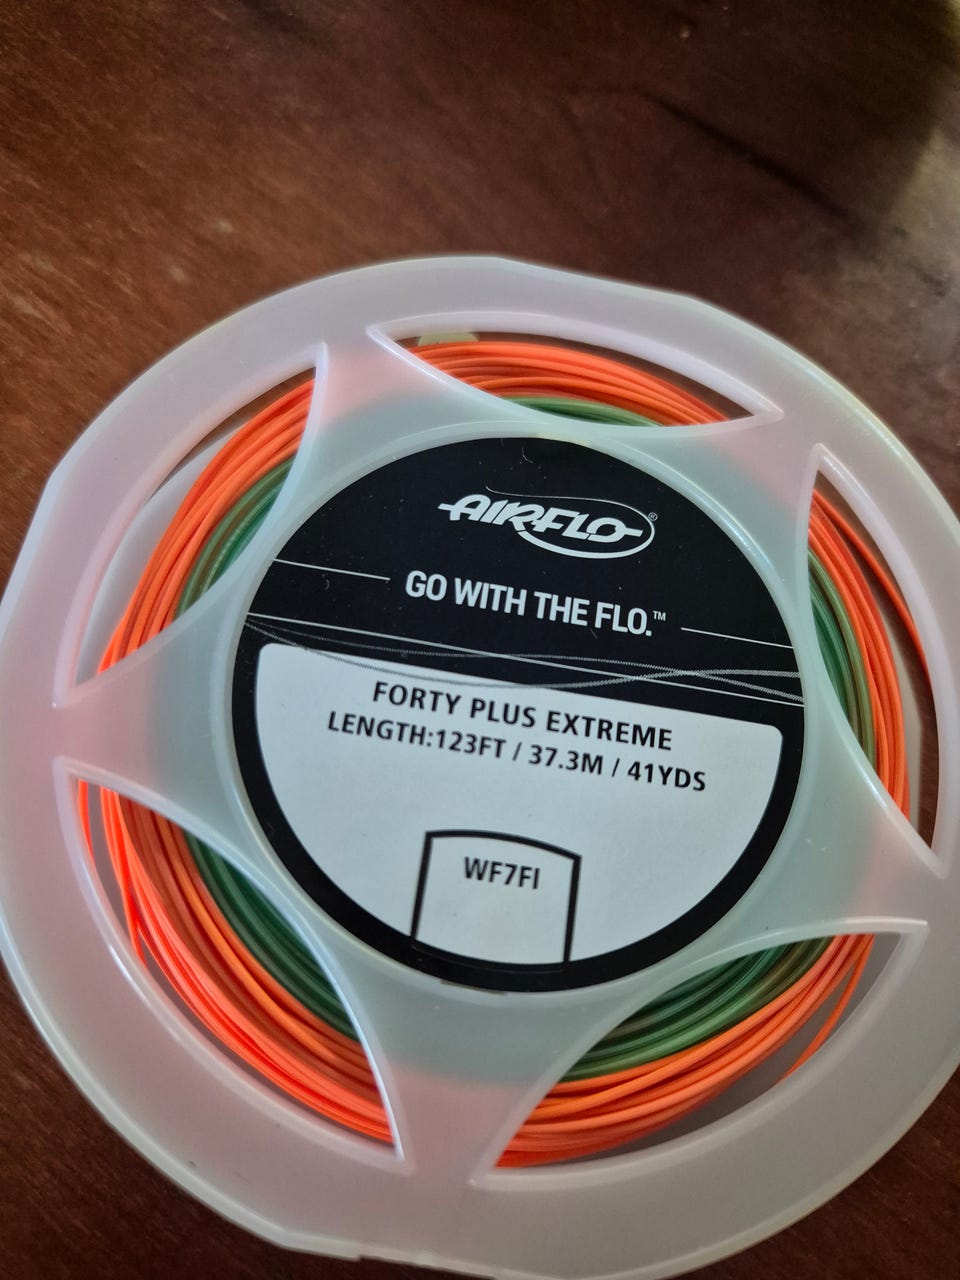 AIRFLO®
GO WITH THE FLO.™
FORTY PLUS EXTREME
LENGTH:123FT / 37.3M / 41YDS
WF7FI